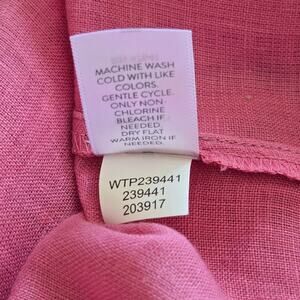 MACHINE WASH
COLD WITH LIKE
COLORS.
GENTLE CYCLE.
ONLY NON-
CHLORINE
BLEACH IF
NEEDED.
DRY FLAT
WARM IRON IF
NEEDED.
WTP239441
239441
203917